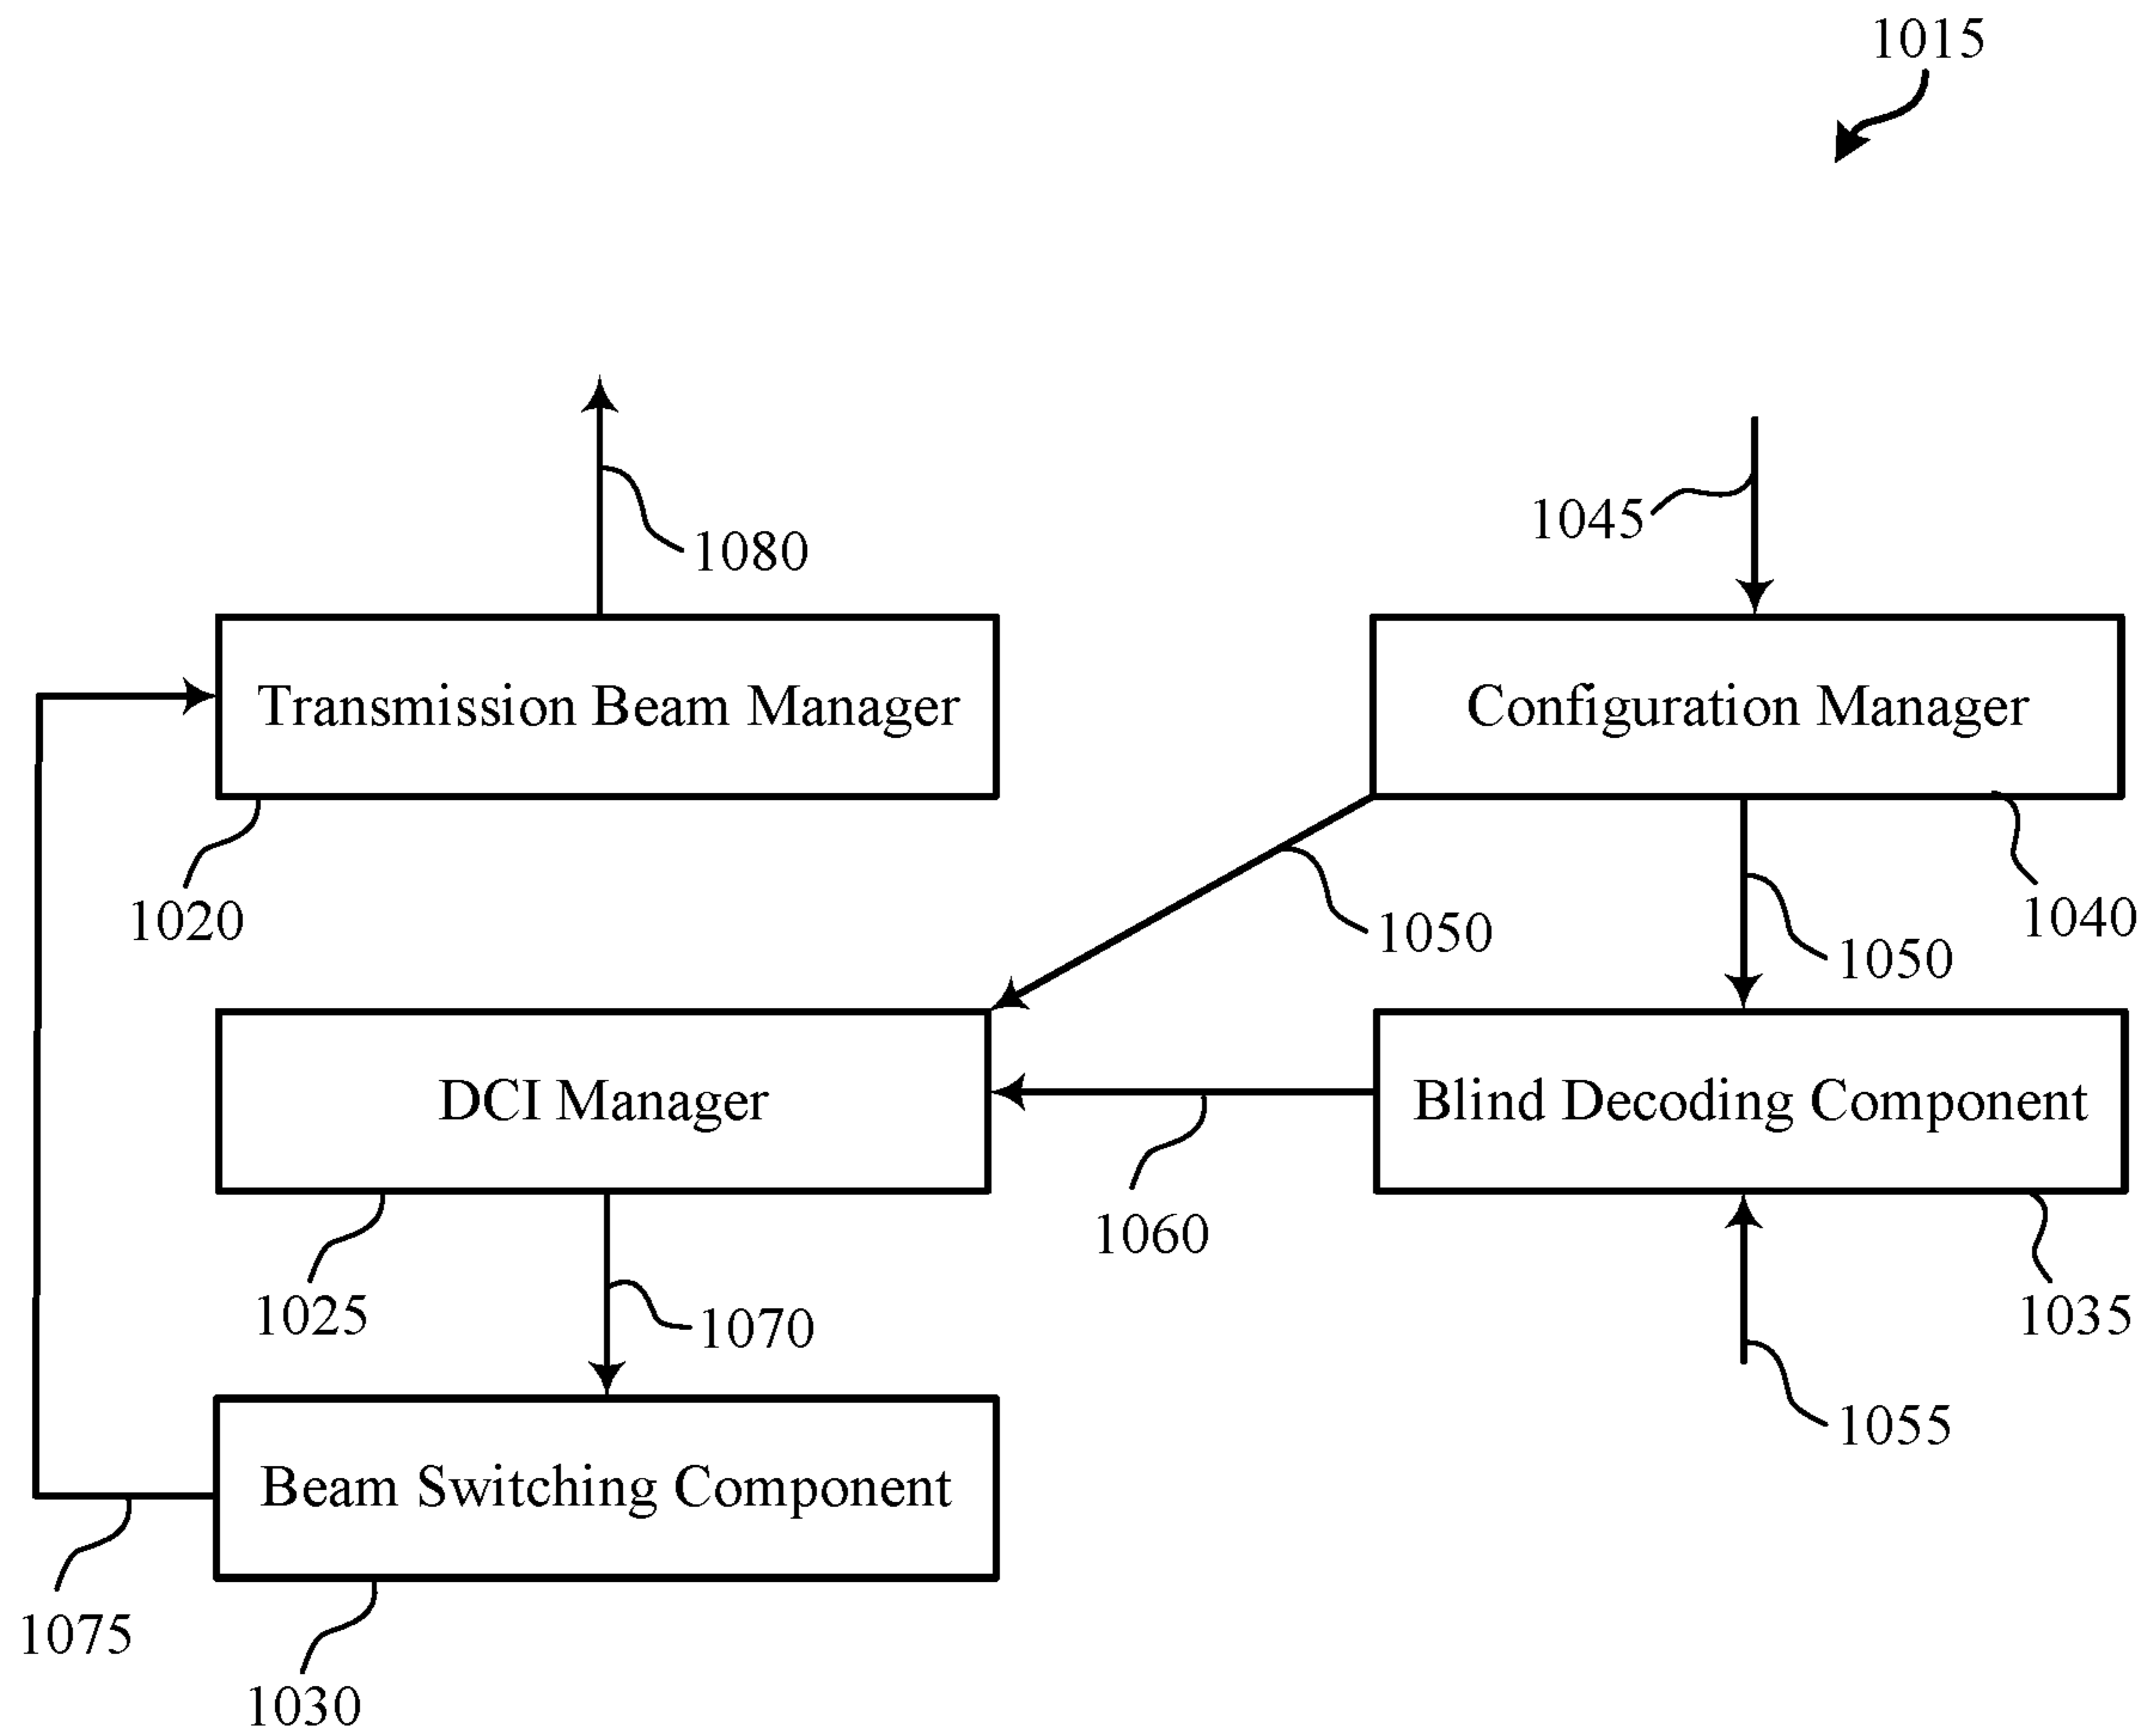 1015
1045
1080
Transmission Beam Manager
Configuration Manager
1020
1050
1050
1040
DCI Manager
Blind Decoding Component
1060
1025
1070
1035
1055
Beam Switching Component
1075
1030